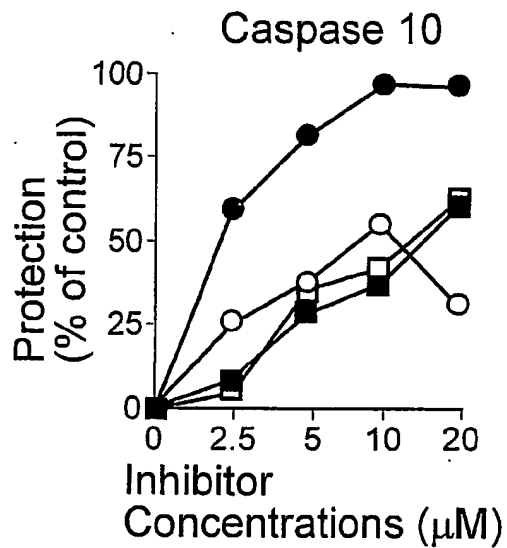 Caspase 10
100
75
50
25
0
Protection
(% of control)
0 2.5 5 10 20
Inhibitor
Concentrations (μM)